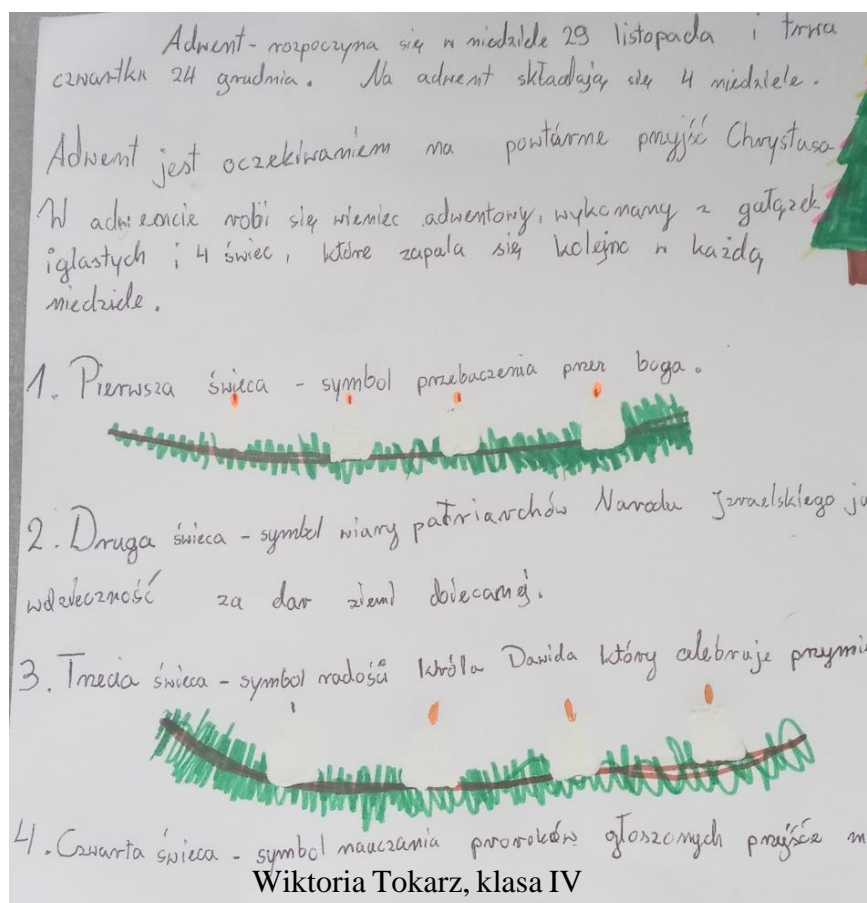 Adwent - rozpoczyna się w niedziele 29 listopada i trwa
czwartku 24 grudnia. Na adwent składają się 4 niedziele.
Adwent jest oczekiwaniem na powtórne przyjść Chrystusa
W adwencie robi się wieniec adwentowy, wykonany z gałązek
iglastych i 4 świec, które zapala się kolejno w każdą
niedziele.
1. Pierwsza świeca - symbol przebaczenia przez boga.
2. Druga świeca - symbol wiary patriarchów Narodu Izraelskiego
wdzięczność za dar ziemi obiecanej.
3. Trzecia świeca - symbol radości króla Dawida który celebruje
4. Czwarta świeca - symbol nauczania proroków głoszonych przyjście
Wiktoria Tokarz, klasa IV